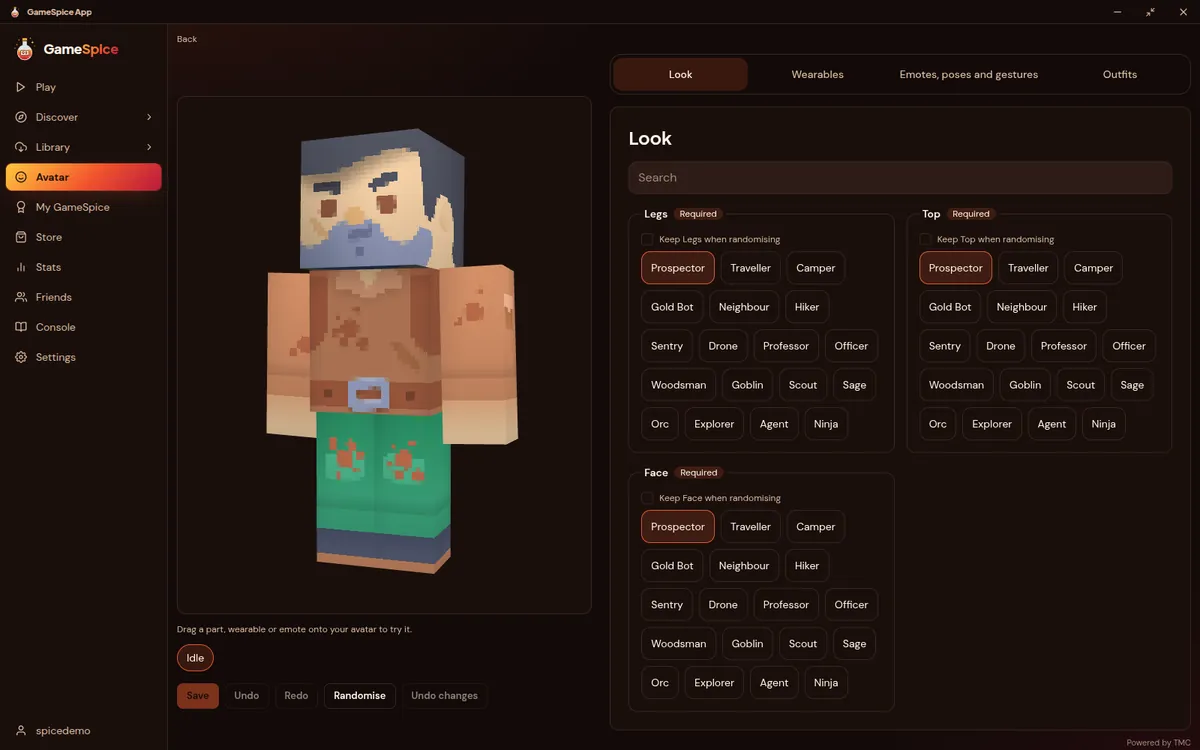 GameSpice App
GameSpice
Play
Discover
Library
Avatar
My GameSpice
Store
Stats
Friends
Console
Settings
spicedemo
Back
Drag a part, wearable or emote onto your avatar to try it.
Idle
Save Undo Redo Randomise Undo changes
Look Wearables Emotes, poses and gestures Outfits
Look
Search
Legs Required
Keep Legs when randomising
Prospector Traveller Camper
Gold Bot Neighbour Hiker
Sentry Drone Professor Officer
Woodsman Goblin Scout Sage
Orc Explorer Agent Ninja
Top Required
Keep Top when randomising
Prospector Traveller Camper
Gold Bot Neighbour Hiker
Sentry Drone Professor Officer
Woodsman Goblin Scout Sage
Orc Explorer Agent Ninja
Face Required
Keep Face when randomising
Prospector Traveller Camper
Gold Bot Neighbour Hiker
Sentry Drone Professor Officer
Woodsman Goblin Scout Sage
Orc Explorer Agent Ninja
Powered by TMC